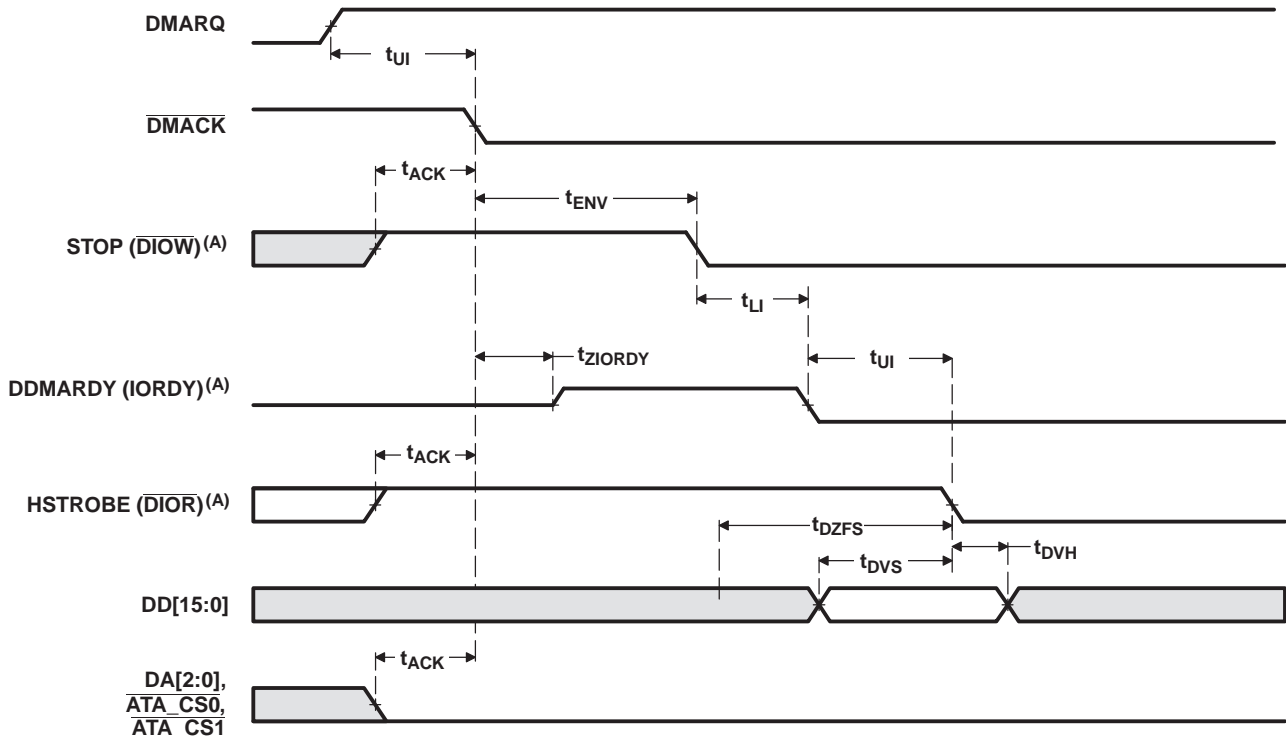 DMARQ
tUI
DMACK
tACK
tENV
STOP (DIOW)(A)
tLI
tZIORDY
tUI
DDMARDY (IORDY)(A)
tACK
HSTROBE (DIOR)(A)
tDZFS
tDVS
tDVH
DD[15:0]
tACK
DA[2:0],
ATA_CS0,
ATA_CS1